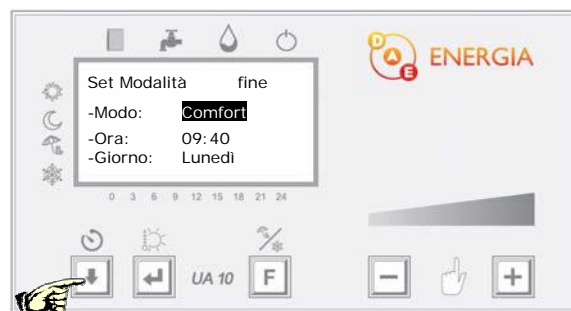 D A E ENERGIA
Set Modalità fine
-Modo: Comfort
-Ora: 09:40
-Giorno: Lunedì
0 3 6 9 12 15 18 21 24
UA 10 F